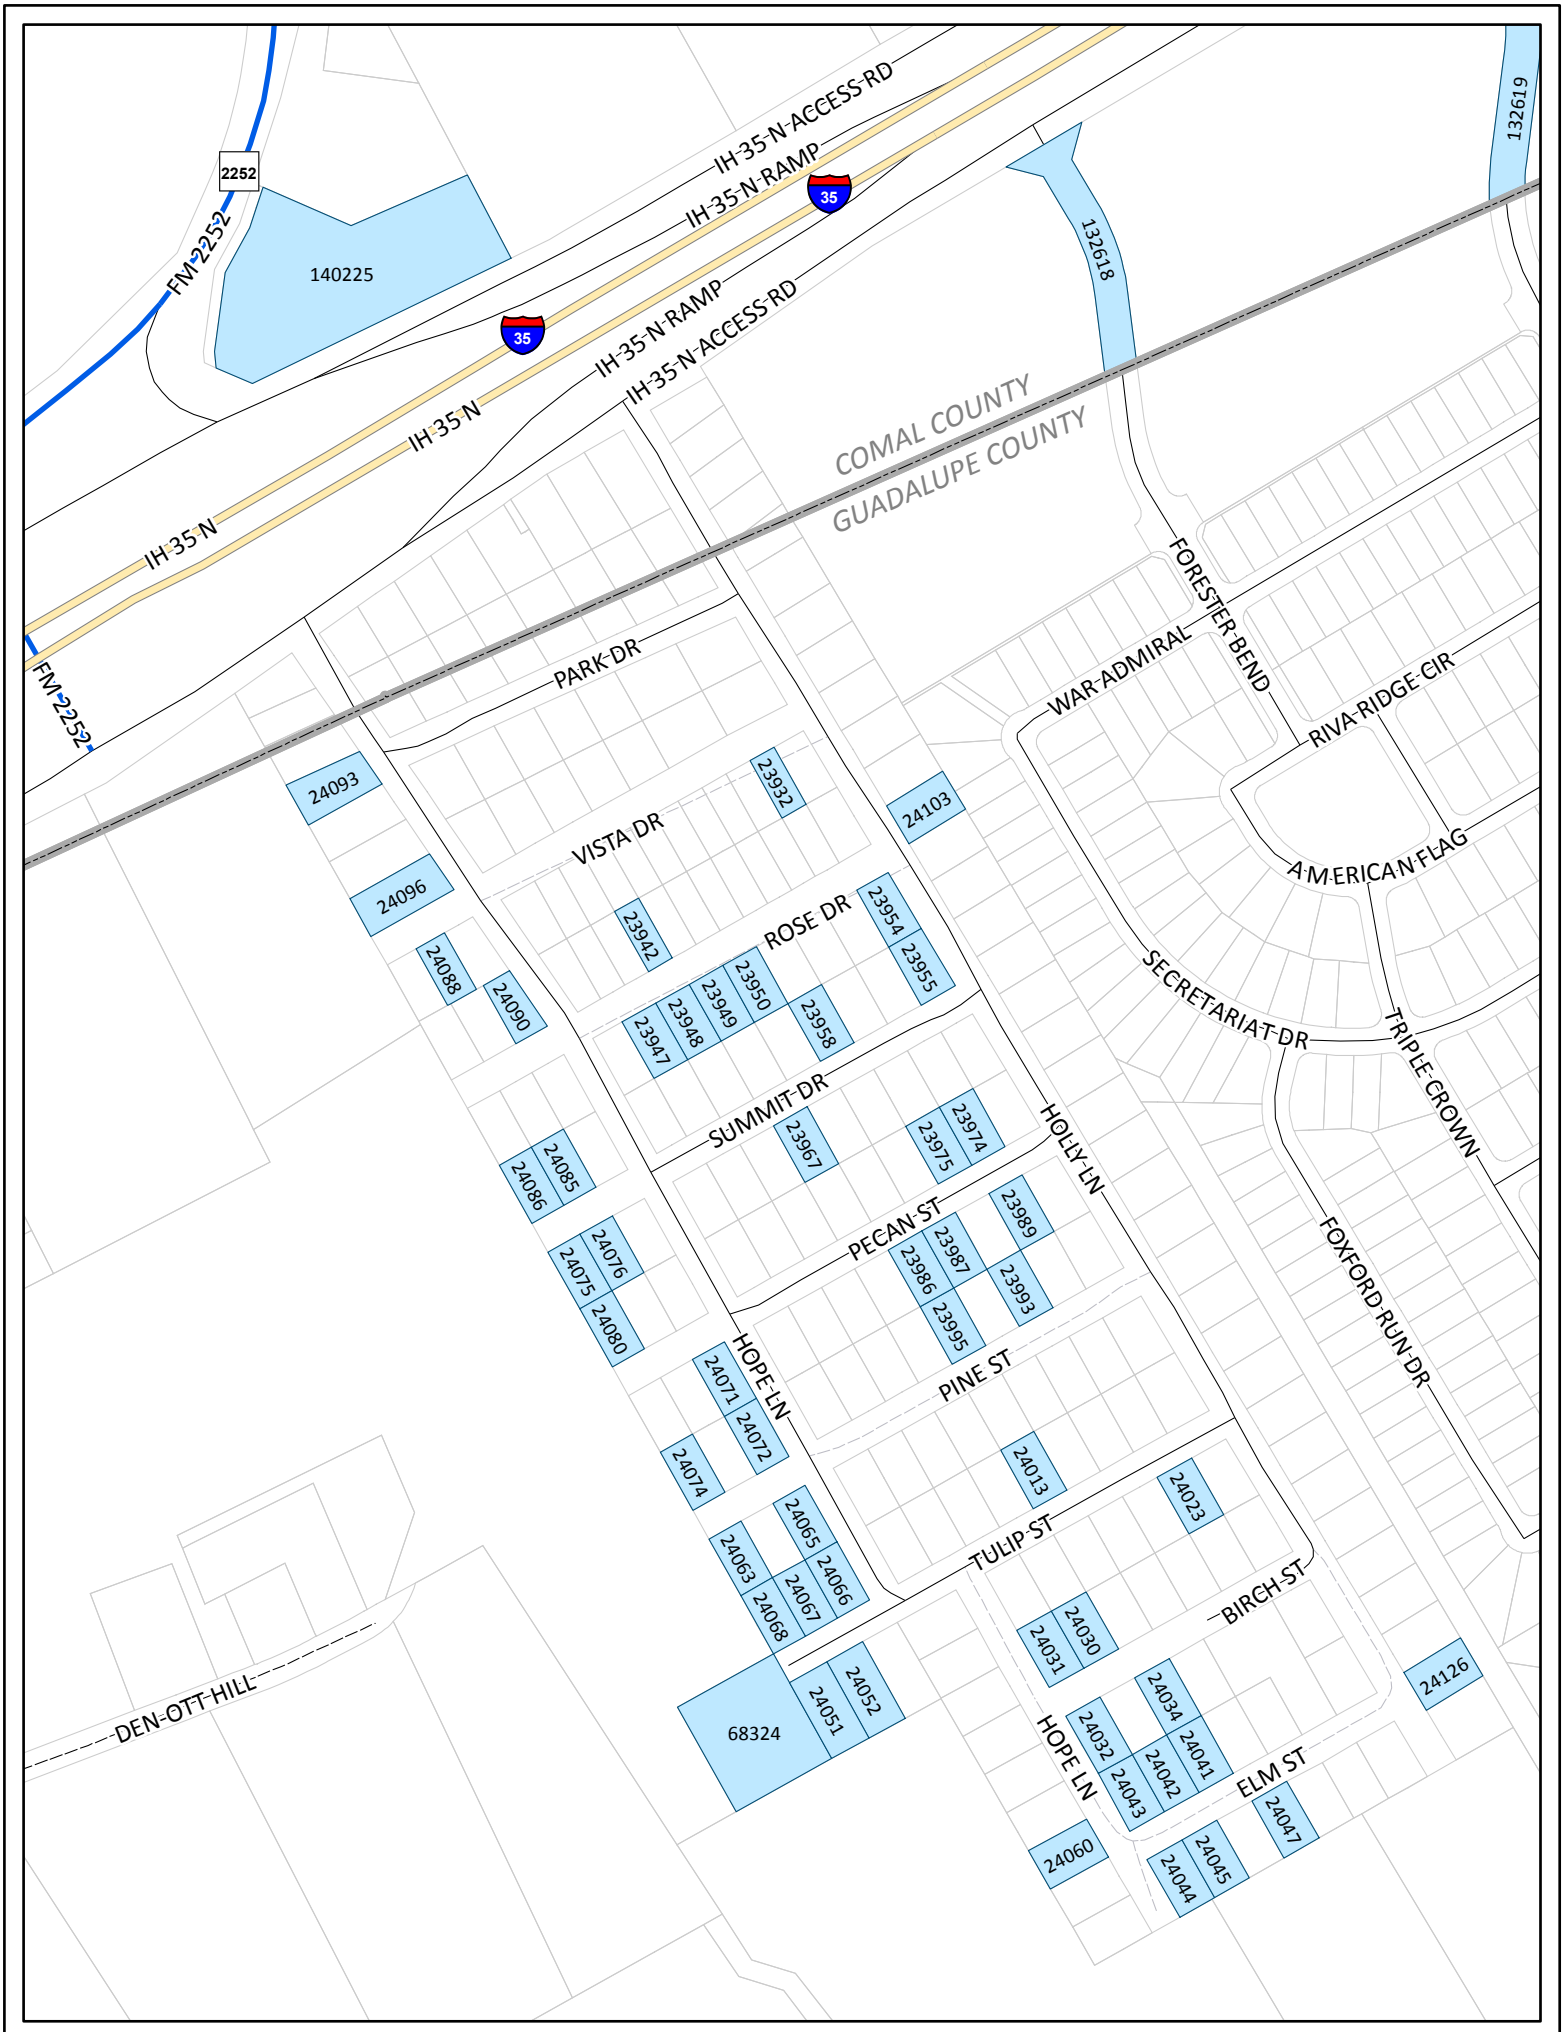 132619
IH 35 N ACCESS RD
2252
IH 35 N RAMP
35
FM 2252
132618
140225
IH 35 N RAMP
IH 35 N ACCESS RD
35
COMAL COUNTY
IH 35 N
GUADALUPE COUNTY
IH 35 N
FORESTER BEND
WAR ADMIRAL
PARK DR
FM 2252
RIVA RIDGE CIR
24093
23932
24103
VISTA DR
AMERICAN FLAG
24096
23954
ROSE DR
23942
23955
24088
23950
SECRETARIAT DR
24090
23949
23948
23958
23947
TRIPLE CROWN
SUMMIT DR
23974
HOLLY LN
23967
23975
24085
24086
23989
PECAN ST
24076
23987
FOXFORD RUN DR
24075
23986
23993
24080
23995
HOPE LN
24071
PINE ST
24072
24074
24013
24023
24065
TULIP ST
24063
24066
24067
BIRCH ST
24068
24030
24031
24126
24052
24034
DEN-OTT HILL
24051
24032
68324
HOPE LN
24041
24042
ELM ST
24043
24047
24060
24045
24044